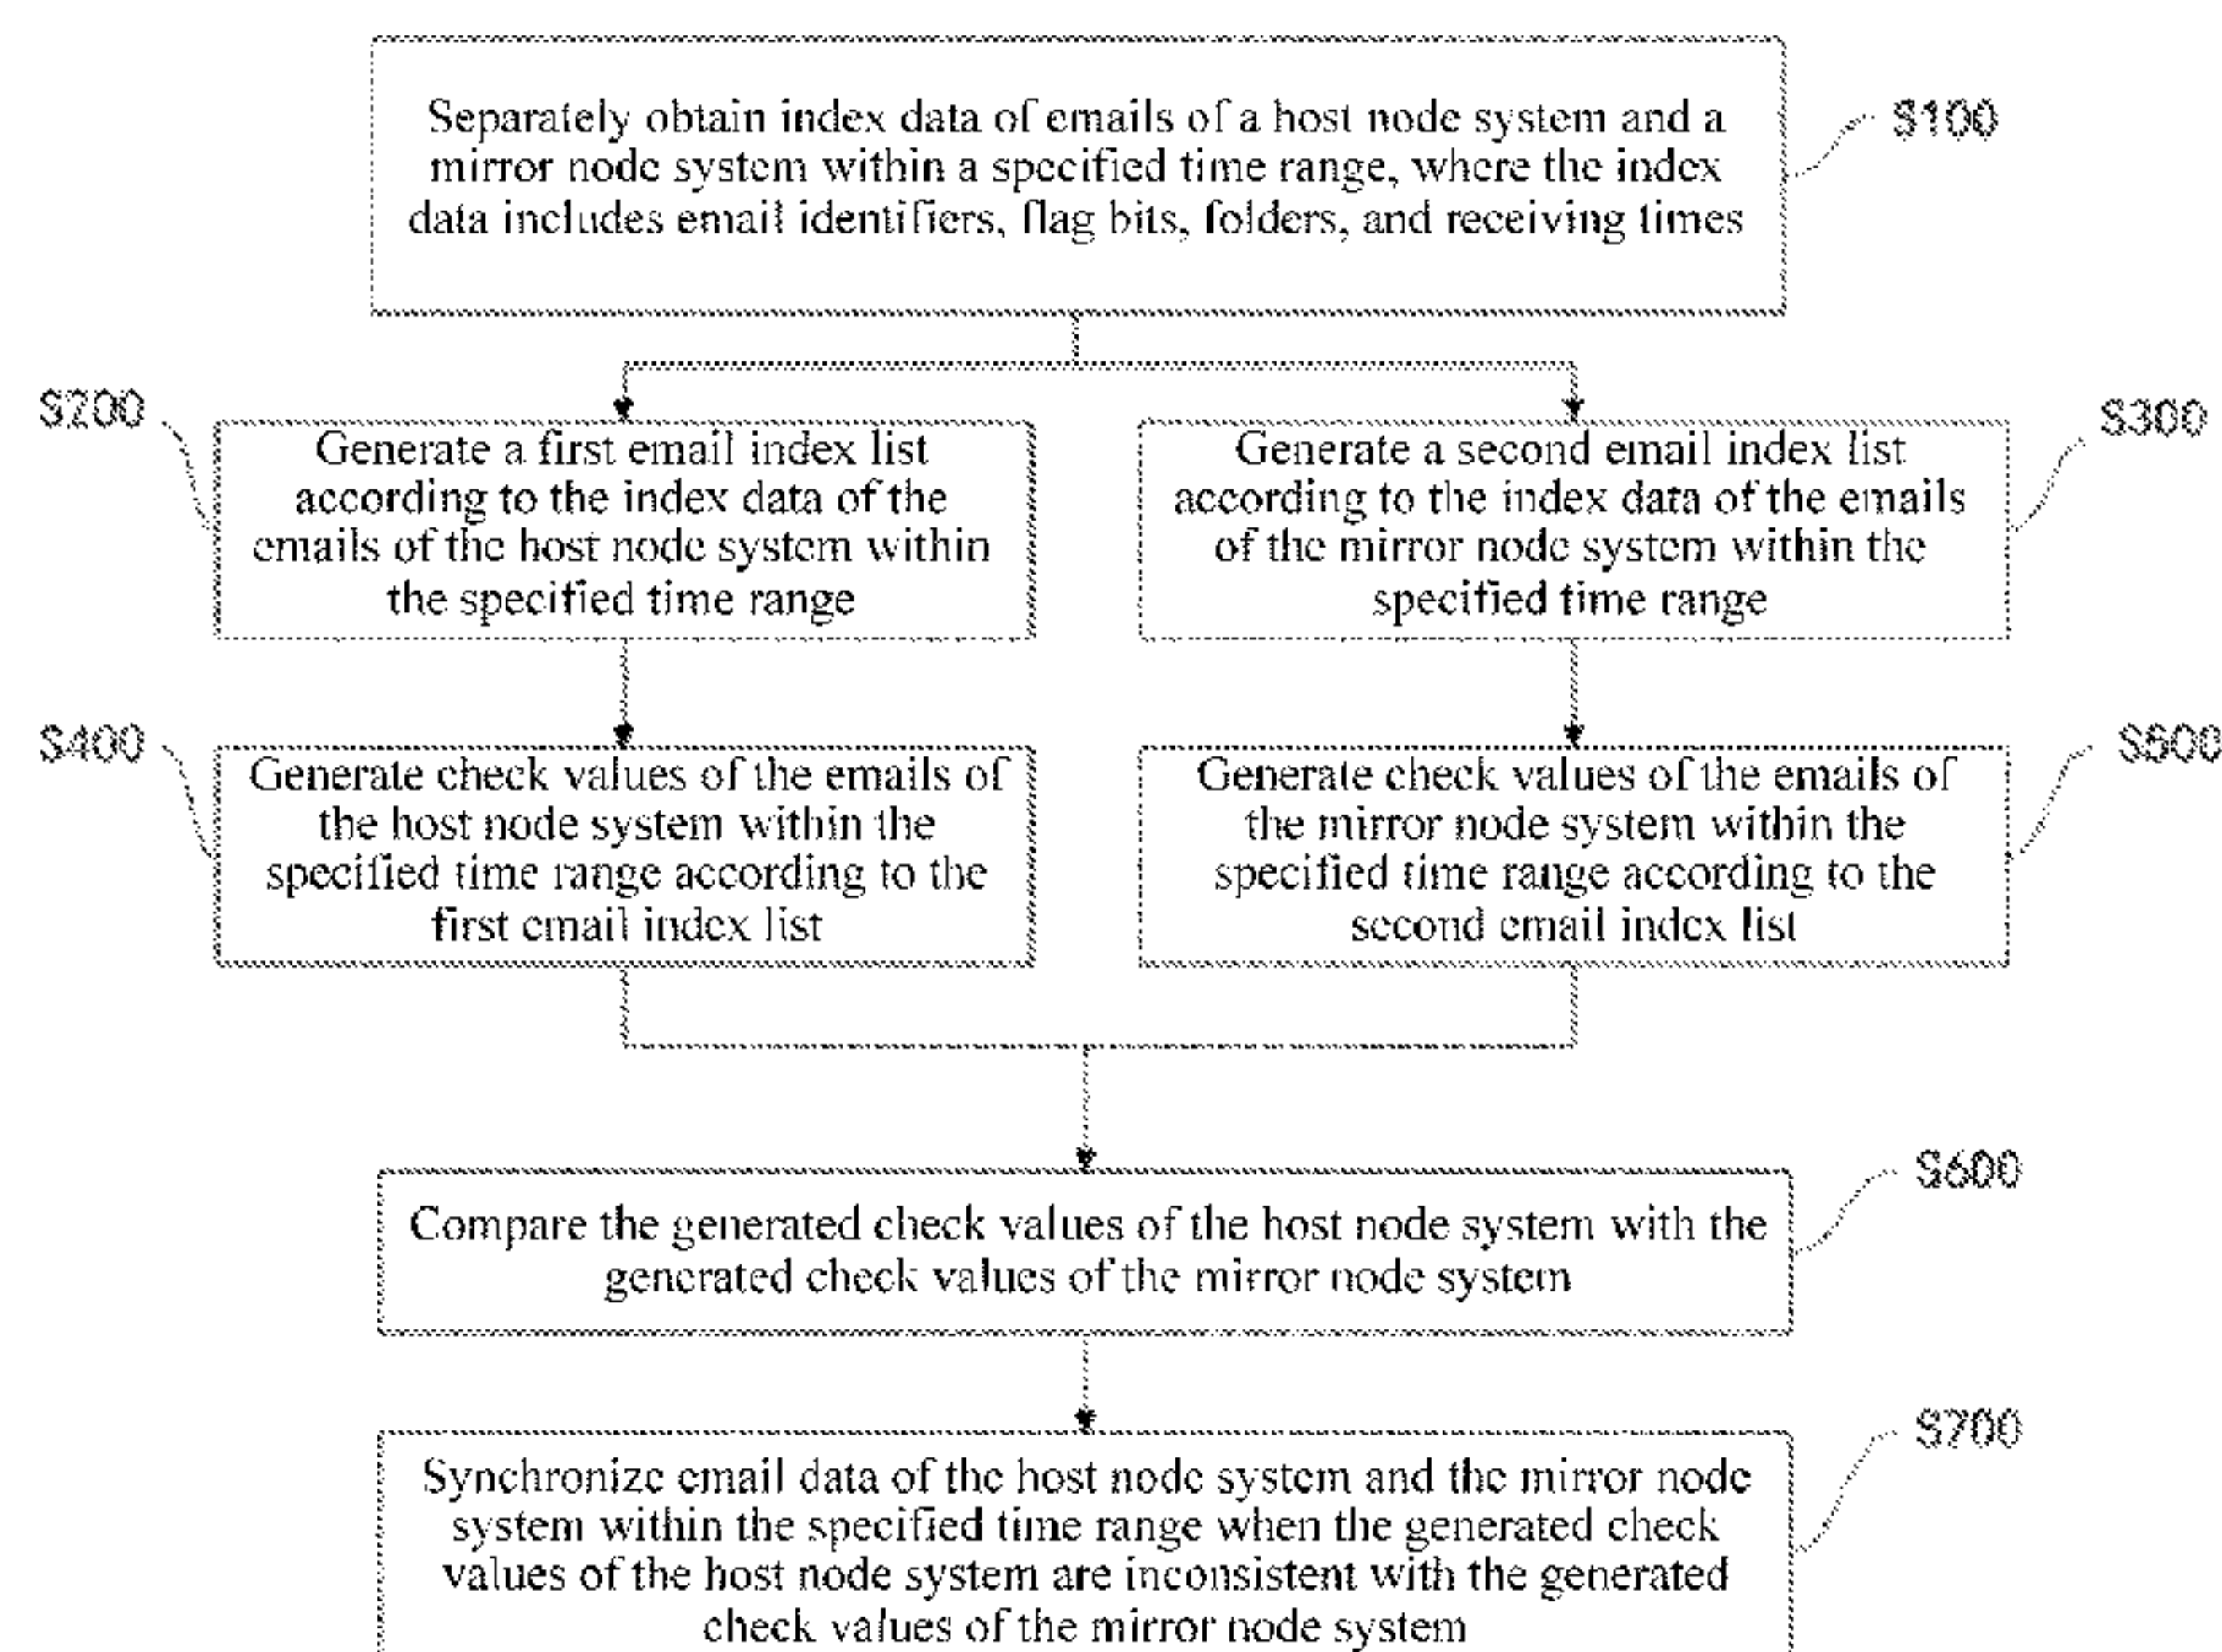 Separately obtain index data of emails of a host node system and a
mirror node system within a specified time range, where the index
data includes email identifiers, flag bits, folders, and receiving times
S100
S200
Generate a first email index list
according to the index data of the
emails of the host node system within
the specified time range
Generate a second email index list
according to the index data of the emails
of the mirror node system within the
specified time range
S300
S400
Generate check values of the emails of
the host node system within the
specified time range according to the
first email index list
Generate check values of the emails of
the mirror node system within the
specified time range according to the
second email index list
S500
Compare the generated check values of the host node system with the
generated check values of the mirror node system
S600
Synchronize email data of the host node system and the mirror node
system within the specified time range when the generated check
values of the host node system are inconsistent with the generated
check values of the mirror node system
S700